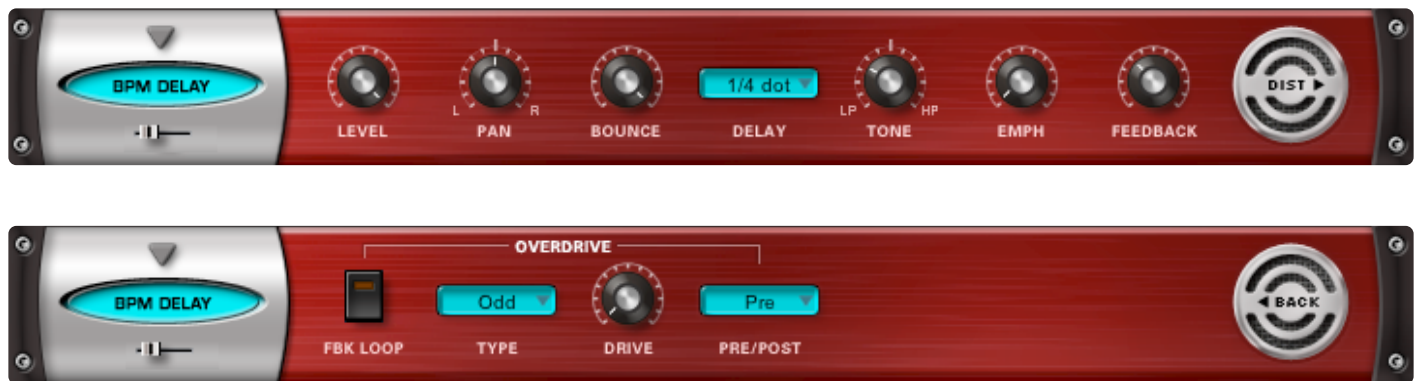 BPM DELAY
LEVEL
L PAN R
BOUNCE
1/4 dot
DELAY
LP TONE HP
EMPH
FEEDBACK
DIST
BPM DELAY
OVERDRIVE
FBK LOOP
Odd
TYPE
DRIVE
Pre
PRE/POST
BACK